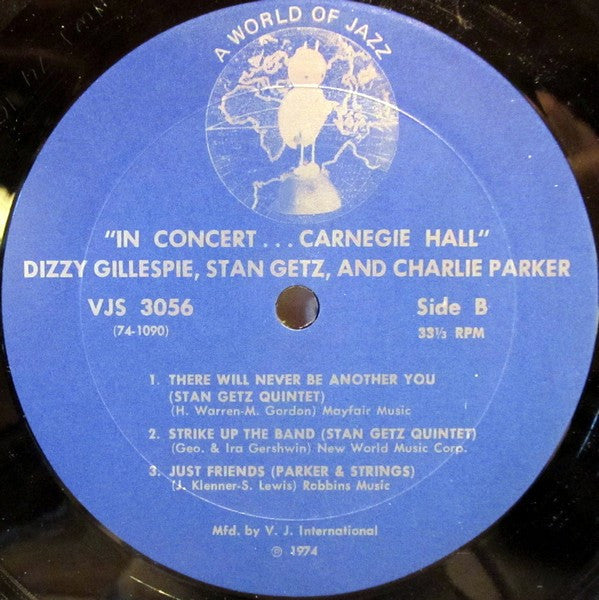 A WORLD OF JAZZ
"IN CONCERT... CARNEGIE HALL"
DIZZY GILLESPIE, STAN GETZ, AND CHARLIE PARKER
VJS 3056
(74-1090)
Side B
33⅓ RPM
1. THERE WILL NEVER BE ANOTHER YOU
(STAN GETZ QUINTET)
(H. Warren-M. Gordon) Mayfair Music
2. STRIKE UP THE BAND (STAN GETZ QUINTET)
(Geo. & Ira Gershwin) New World Music Corp.
3. JUST FRIENDS (PARKER & STRINGS)
(J. Klenner-S. Lewis) Robbins Music
Mfd. by V. J. International
℗ 1974